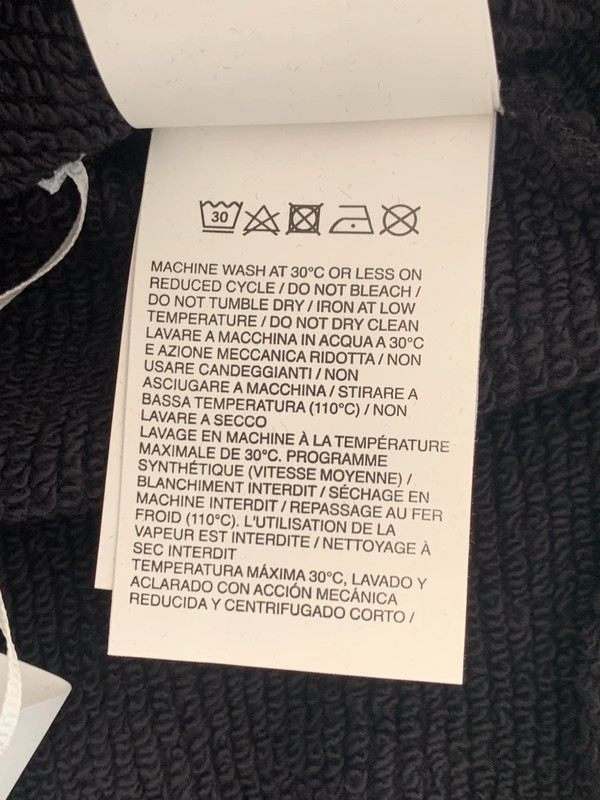 30
MACHINE WASH AT 30°C OR LESS ON
REDUCED CYCLE / DO NOT BLEACH /
DO NOT TUMBLE DRY / IRON AT LOW
TEMPERATURE / DO NOT DRY CLEAN
LAVARE A MACCHINA IN ACQUA A 30°C
E AZIONE MECCANICA RIDOTTA / NON
USARE CANDEGGIANTI / NON
ASCIUGARE A MACCHINA / STIRARE A
BASSA TEMPERATURA (110°C) / NON
LAVARE A SECCO
LAVAGE EN MACHINE À LA TEMPÉRATURE
MAXIMALE DE 30°C. PROGRAMME
SYNTHÉTIQUE (VITESSE MOYENNE) /
BLANCHIMENT INTERDIT / SÉCHAGE EN
MACHINE INTERDIT / REPASSAGE AU FER
FROID (110°C). L'UTILISATION DE LA
VAPEUR EST INTERDITE / NETTOYAGE À
SEC INTERDIT
TEMPERATURA MÁXIMA 30°C, LAVADO Y
ACLARADO CON ACCIÓN MECÁNICA
REDUCIDA Y CENTRIFUGADO CORTO /